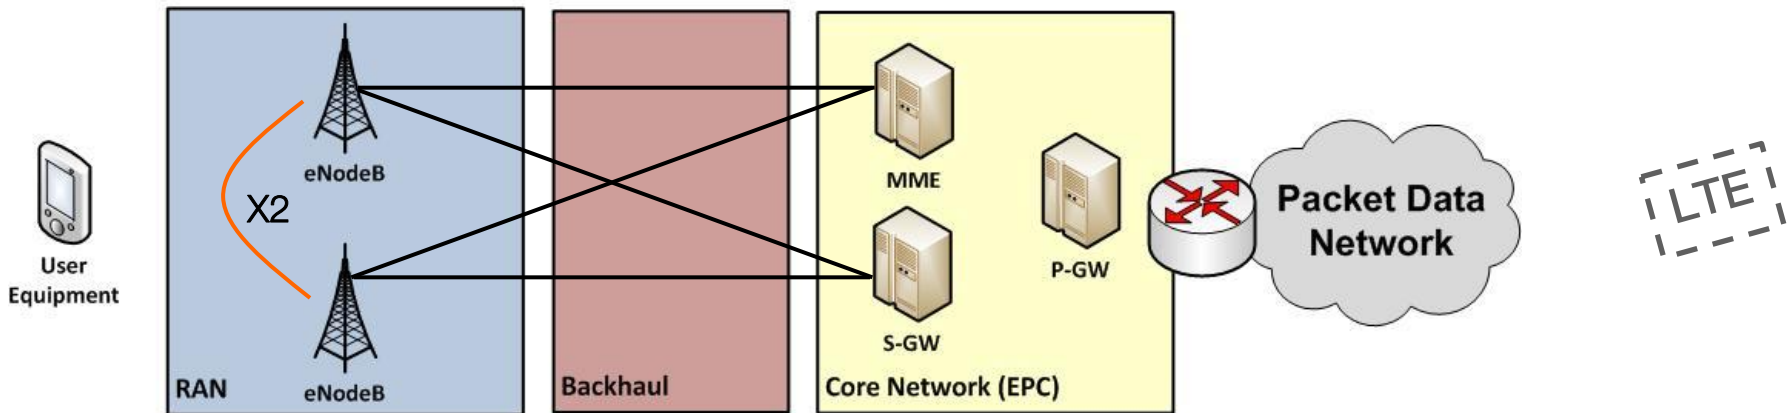 User
Equipment
eNodeB
X2
eNodeB
RAN
Backhaul
MME
S-GW
P-GW
Core Network (EPC)
Packet Data
Network
LTE